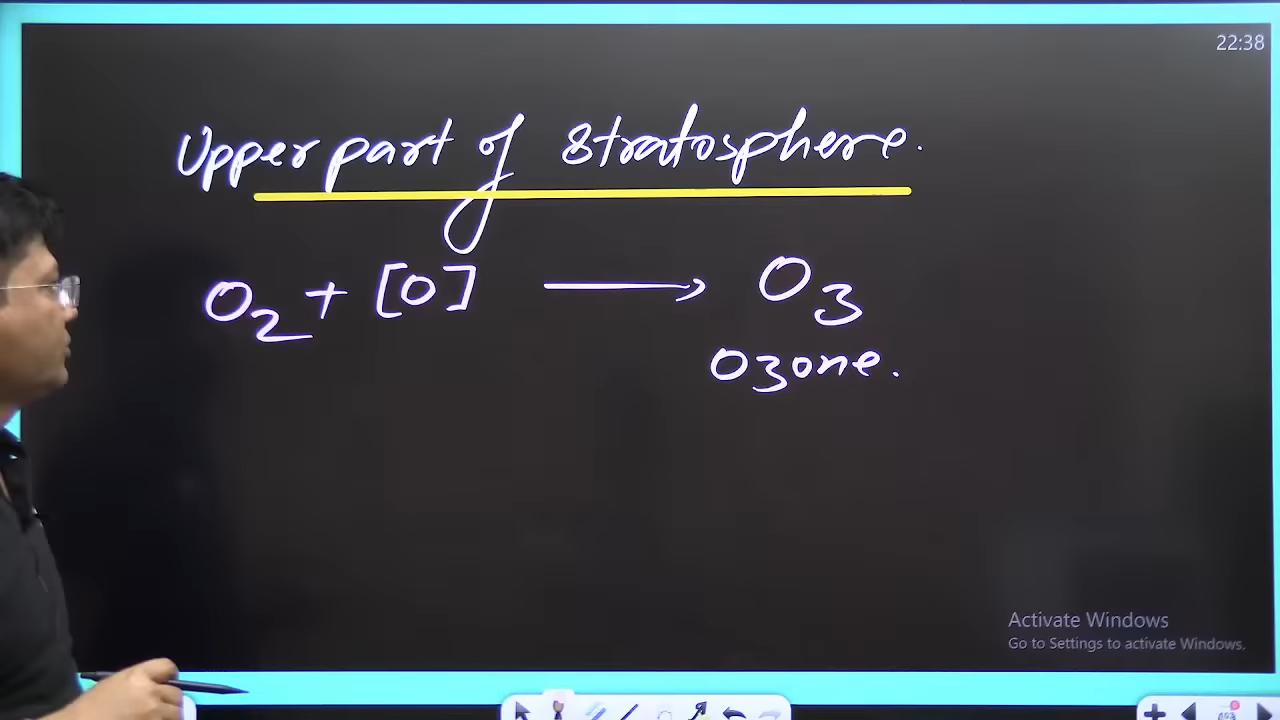 22:38
Upper part of stratosphere.
O2 + [O] → O3
Ozone.
Activate Windows
Go to Settings to activate Windows.